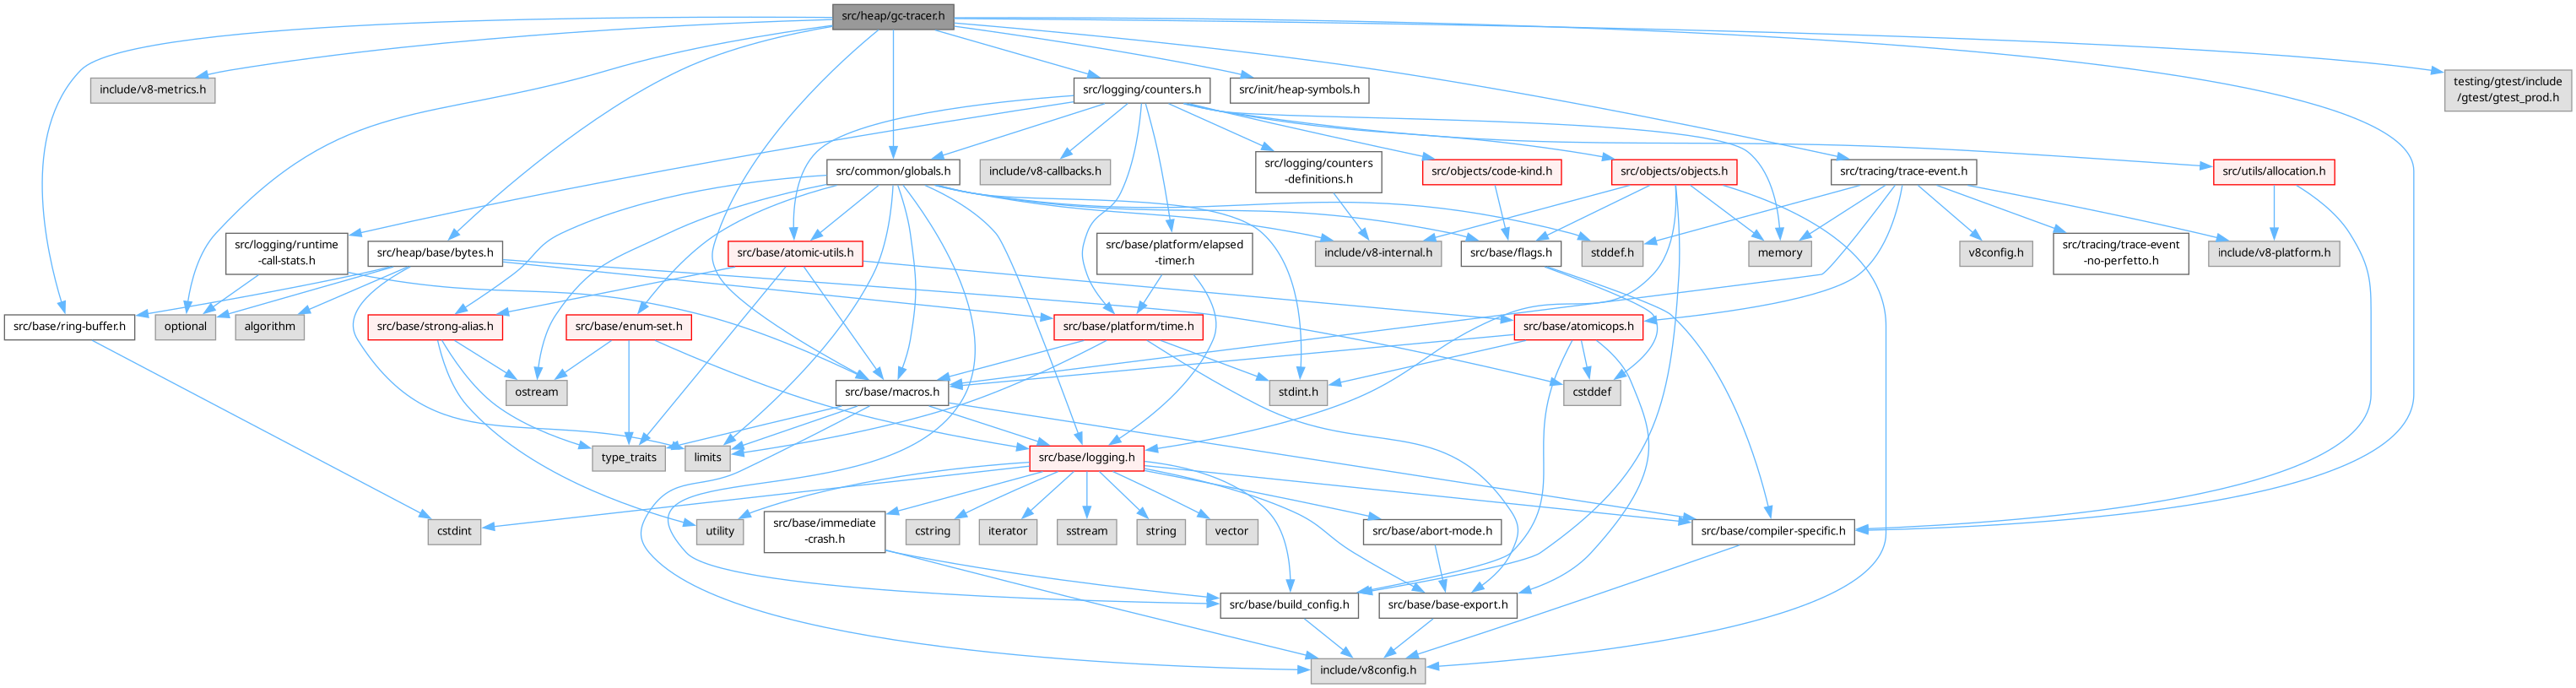 src/heap/gc-tracer.h
include/v8-metrics.h
src/logging/counters.h
src/init/heap-symbols.h
testing/gtest/include
/gtest/gtest_prod.h
src/common/globals.h
include/v8-callbacks.h
src/logging/counters
-definitions.h
src/objects/code-kind.h
src/objects/objects.h
src/tracing/trace-event.h
src/utils/allocation.h
src/logging/runtime
-call-stats.h
src/heap/base/bytes.h
src/base/atomic-utils.h
src/base/platform/elapsed
-timer.h
include/v8-internal.h
src/base/flags.h
stddef.h
memory
v8config.h
src/tracing/trace-event
-no-perfetto.h
include/v8-platform.h
src/base/ring-buffer.h
optional
algorithm
src/base/strong-alias.h
src/base/enum-set.h
src/base/platform/time.h
src/base/atomicops.h
ostream
src/base/macros.h
stdint.h
cstddef
type_traits
limits
src/base/logging.h
cstdint
utility
src/base/immediate
-crash.h
cstring
iterator
sstream
string
vector
src/base/abort-mode.h
src/base/compiler-specific.h
src/base/build_config.h
src/base/base-export.h
include/v8config.h